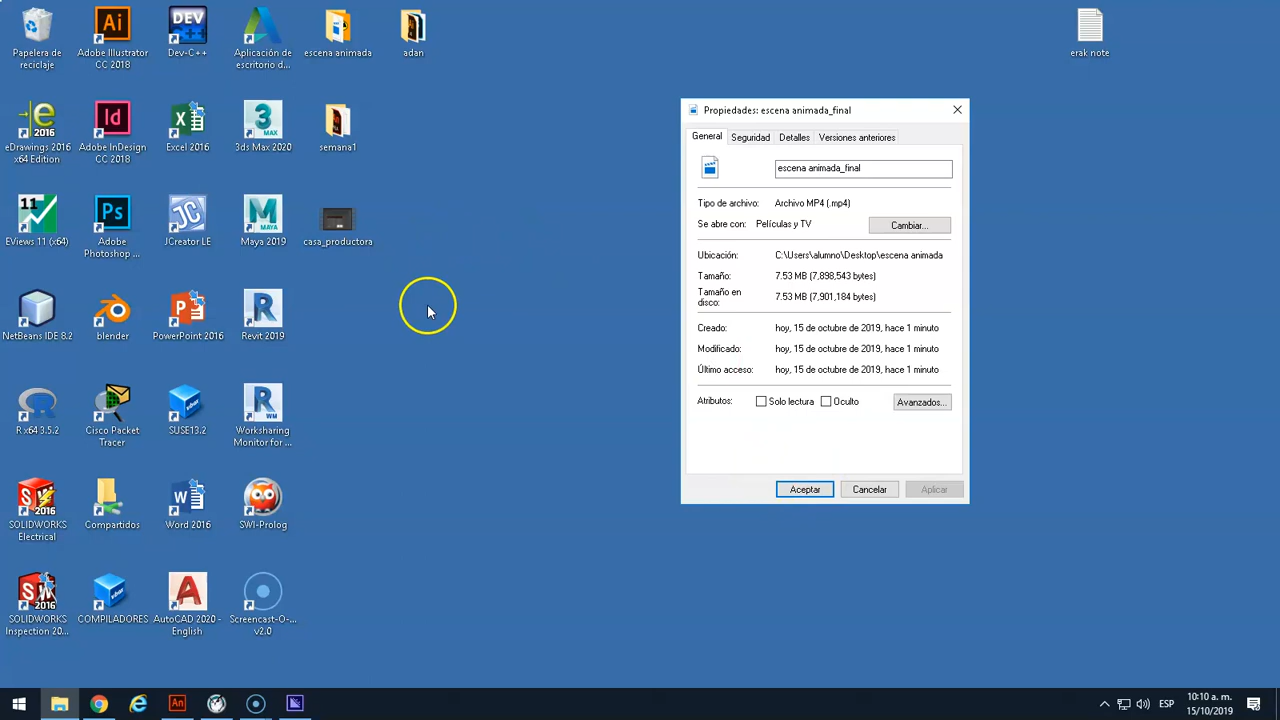 Papelera de
reciclaje
Adobe Illustrator
CC 2018
Dev-C++
Aplicación de
escritorio d...
escena animada
adan
erak note
eDrawings 2016
x64 Edition
Adobe InDesign
CC 2018
Excel 2016
3ds Max 2020
semana1
EViews 11 (x64)
Adobe
Photoshop ...
JCreator LE
Maya 2019
casa_productora
NetBeans IDE 8.2
blender
PowerPoint 2016
Revit 2019
R x64 3.5.2
Cisco Packet
Tracer
SUSE13.2
Worksharing
Monitor for ...
SOLIDWORKS
Electrical
Compartidos
Word 2016
SWI-Prolog
SOLIDWORKS
Inspection 20...
COMPILADORES
AutoCAD 2020 -
English
Screencast-O-...
v2.0
Propiedades: escena animada_final
General Seguridad Detalles Versiones anteriores
escena animada_final
Tipo de archivo: Archivo MP4 (.mp4)
Se abre con: Películas y TV Cambiar...
Ubicación: C:\Users\alumno\Desktop\escena animada
Tamaño: 7.53 MB (7,898,543 bytes)
Tamaño en
disco: 7.53 MB (7,901,184 bytes)
Creado: hoy, 15 de octubre de 2019, hace 1 minuto
Modificado: hoy, 15 de octubre de 2019, hace 1 minuto
Último acceso: hoy, 15 de octubre de 2019, hace 1 minuto
Atributos: Solo lectura Oculto Avanzados...
Aceptar Cancelar Aplicar
ESP
10:10 a. m.
15/10/2019